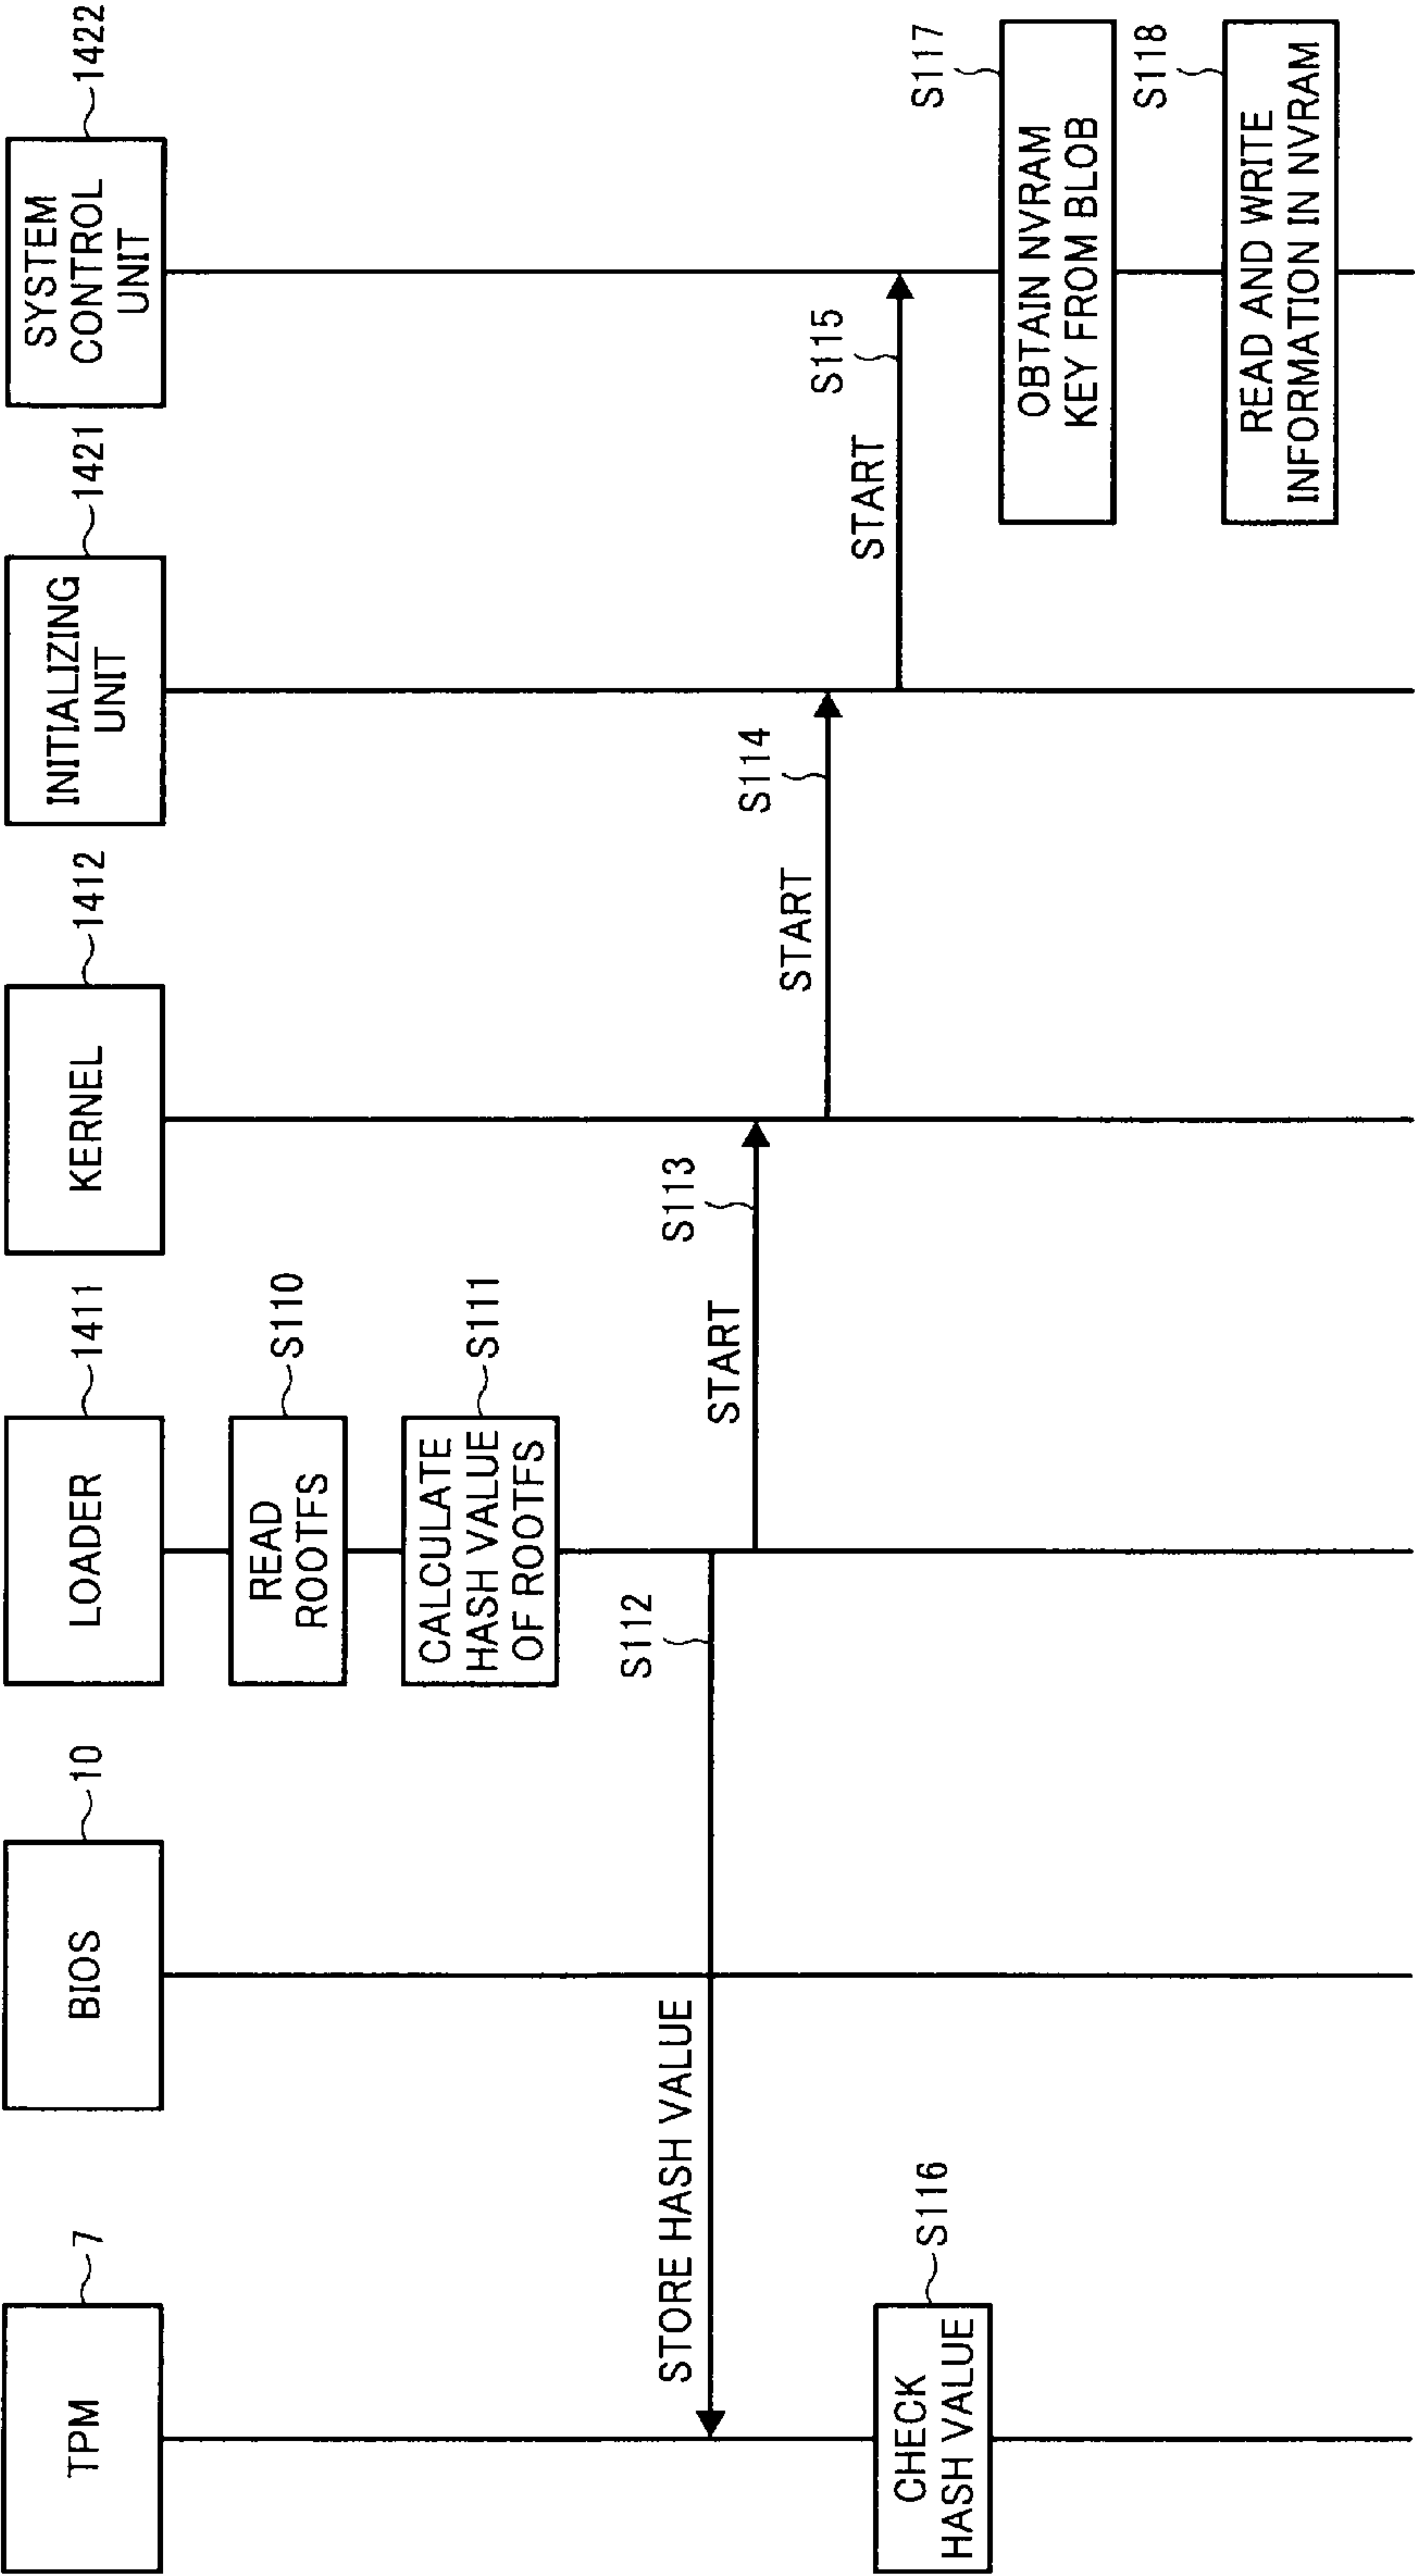 TPM
7
BIOS
10
LOADER
1411
KERNEL
1412
INITIALIZING
UNIT
1421
SYSTEM
CONTROL
UNIT
1422
READ
ROOTFS
S110
CALCULATE
HASH VALUE
OF ROOTFS
S111
STORE HASH VALUE
S112
START
S113
START
S114
START
S115
CHECK
HASH VALUE
S116
OBTAIN NVRAM
KEY FROM BLOB
S117
READ AND WRITE
INFORMATION IN NVRAM
S118